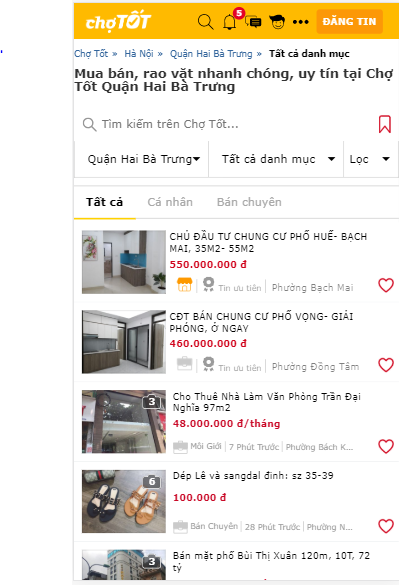 chợTỐT
5
ĐĂNG TIN
Chợ Tốt » Hà Nội » Quận Hai Bà Trưng » Tất cả danh mục
Mua bán, rao vặt nhanh chóng, uy tín tại Chợ
Tốt Quận Hai Bà Trưng
Tìm kiếm trên Chợ Tốt...
Quận Hai Bà Trưng Tất cả danh mục Lọc
Tất cả Cá nhân Bán chuyên
CHỦ ĐẦU TƯ CHUNG CƯ PHỐ HUẾ- BẠCH
MAI, 35M2- 55M2
550.000.000 đ
Tin ưu tiên Phường Bạch Mai
CĐT BÁN CHUNG CƯ PHỐ VỌNG- GIẢI
PHÓNG, Ở NGAY
460.000.000 đ
Tin ưu tiên Phường Đồng Tâm
3
Cho Thuê Nhà Làm Văn Phòng Trần Đại
Nghĩa 97m2
48.000.000 đ/tháng
Môi Giới 7 Phút Trước Phường Bách K...
6
Dép Lê và sangdal đinh: sz 35-39
100.000 đ
Bán Chuyên 28 Phút Trước Phường N...
3
Bán mặt phố Bùi Thị Xuân 120m, 10T, 72
tỷ